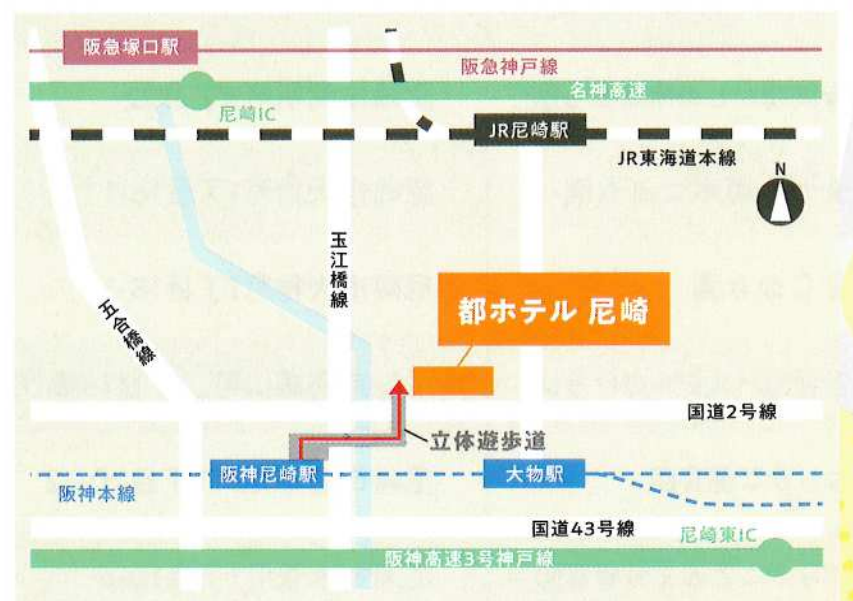 阪急塚口駅
阪急神戸線
名神高速
尼崎IC
JR尼崎駅
JR東海道本線
N
玉江橋線
五合橋線
都ホテル 尼崎
国道2号線
立体遊歩道
阪神尼崎駅
大物駅
阪神本線
国道43号線
尼崎東IC
阪神高速3号神戸線